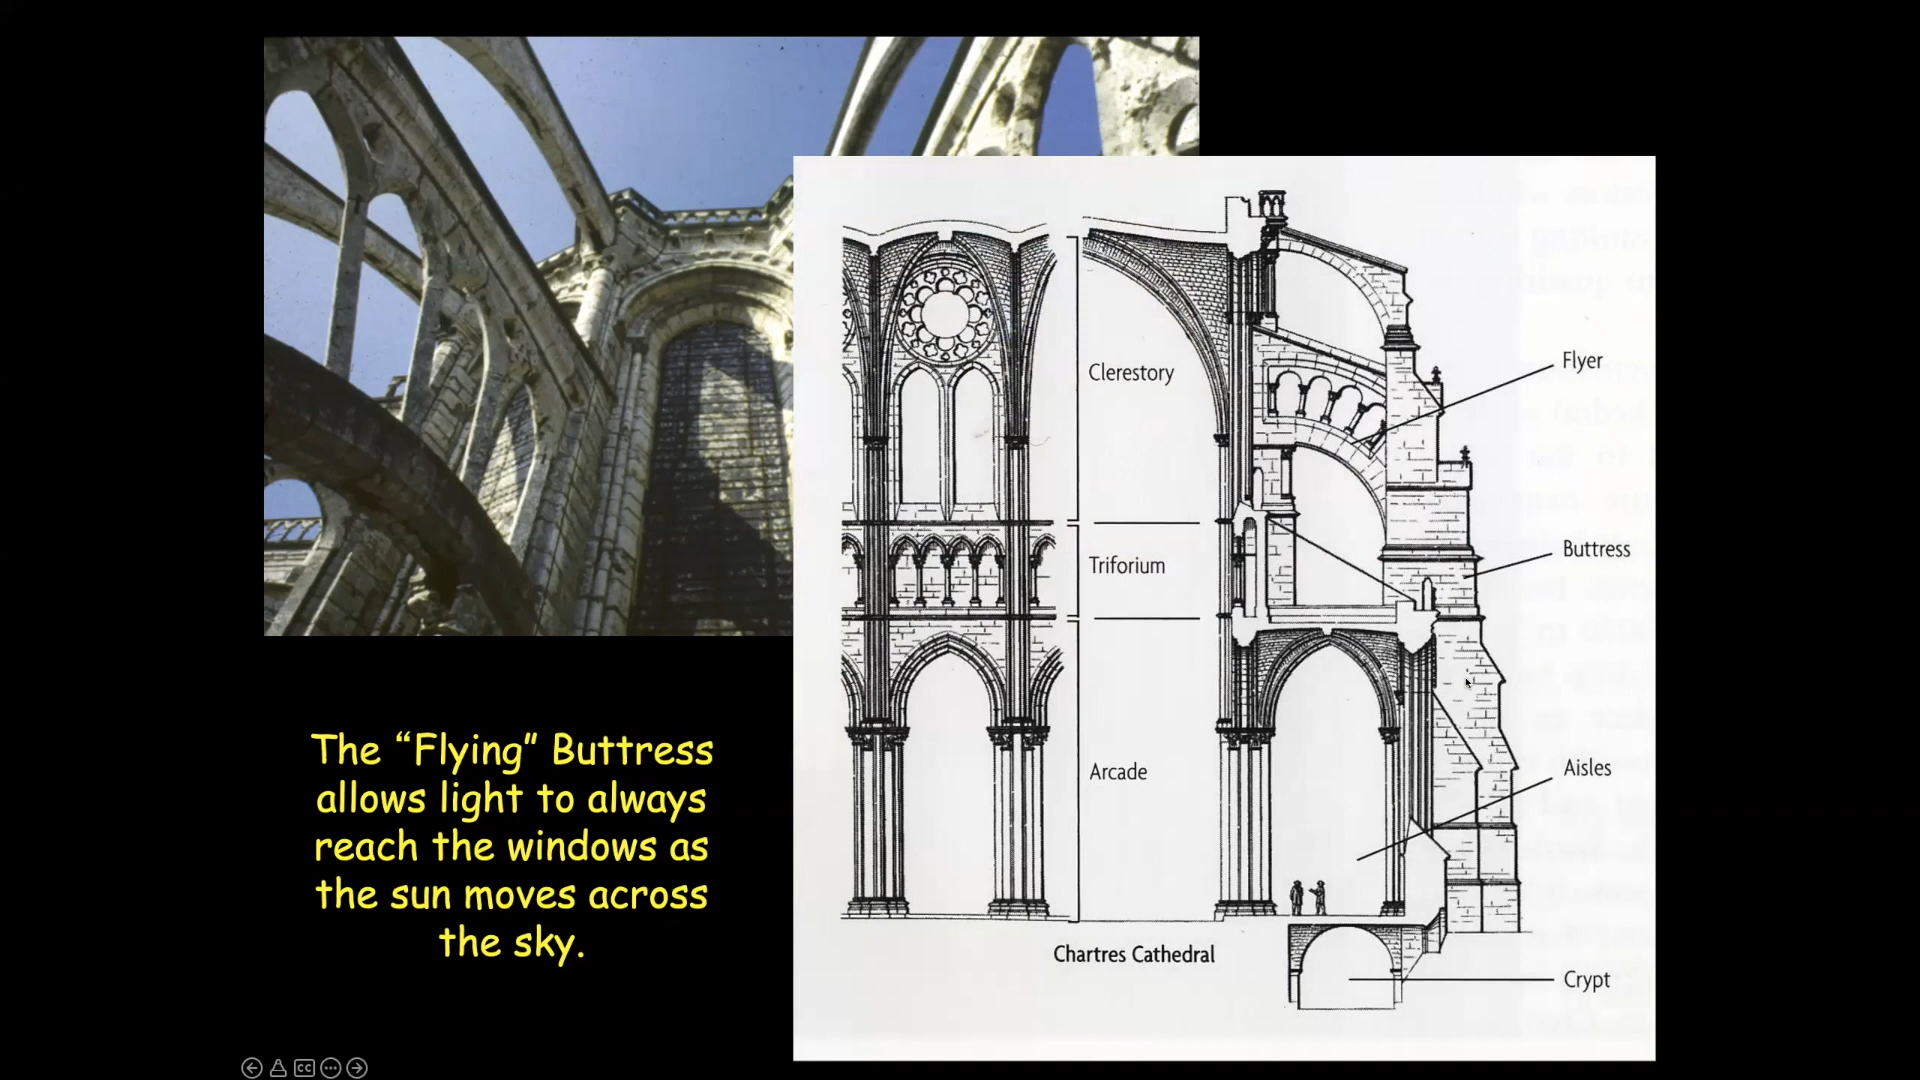 The “Flying” Buttress
allows light to always
reach the windows as
the sun moves across
the sky.
Clerestory
Triforium
Arcade
Flyer
Buttress
Aisles
Crypt
Chartres Cathedral
CC